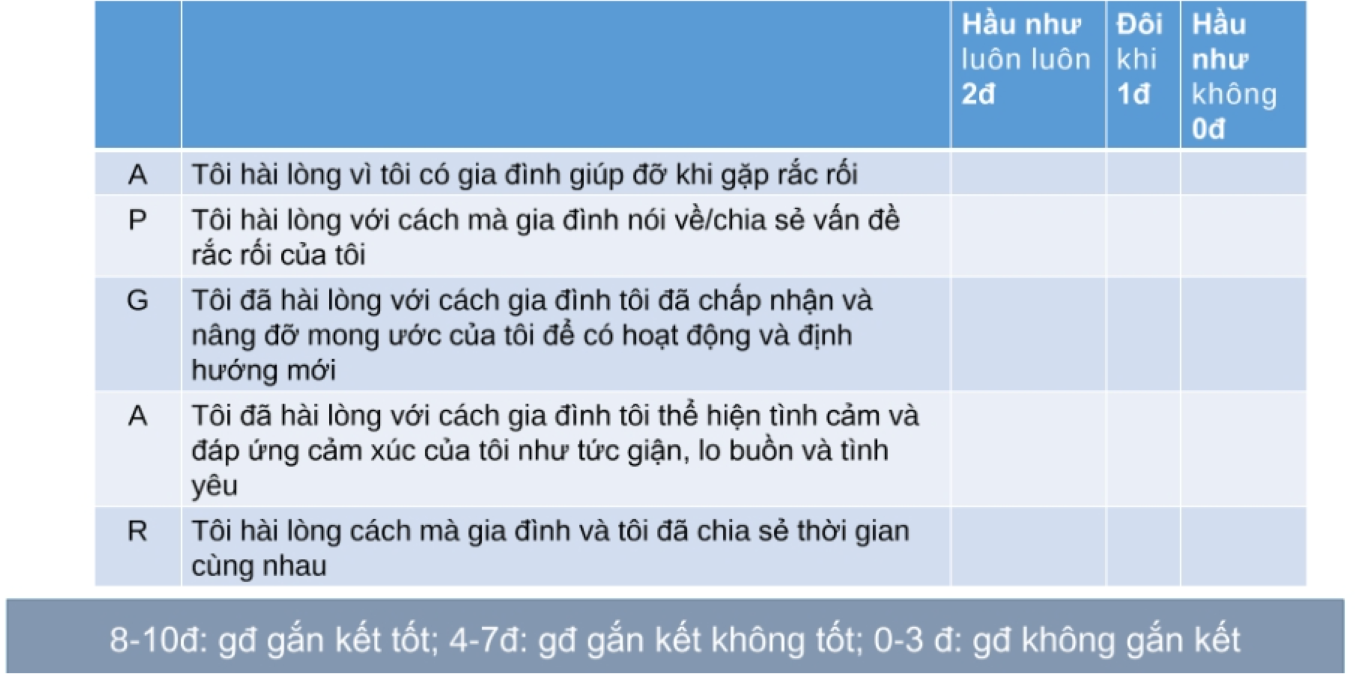 Hầu như luôn luôn 2đ
Đôi khi 1đ
Hầu như không 0đ
A Tôi hài lòng vì tôi có gia đình giúp đỡ khi gặp rắc rối
P Tôi hài lòng với cách mà gia đình nói về/chia sẻ vấn đề
rắc rối của tôi
G Tôi đã hài lòng với cách gia đình tôi đã chấp nhận và
nâng đỡ mong ước của tôi để có hoạt động và định
hướng mới
A Tôi đã hài lòng với cách gia đình tôi thể hiện tình cảm và
đáp ứng cảm xúc của tôi như tức giận, lo buồn và tình
yêu
R Tôi hài lòng cách mà gia đình và tôi đã chia sẻ thời gian
cùng nhau
8-10đ: gđ gắn kết tốt; 4-7đ: gđ gắn kết không tốt; 0-3 đ: gđ không gắn kết